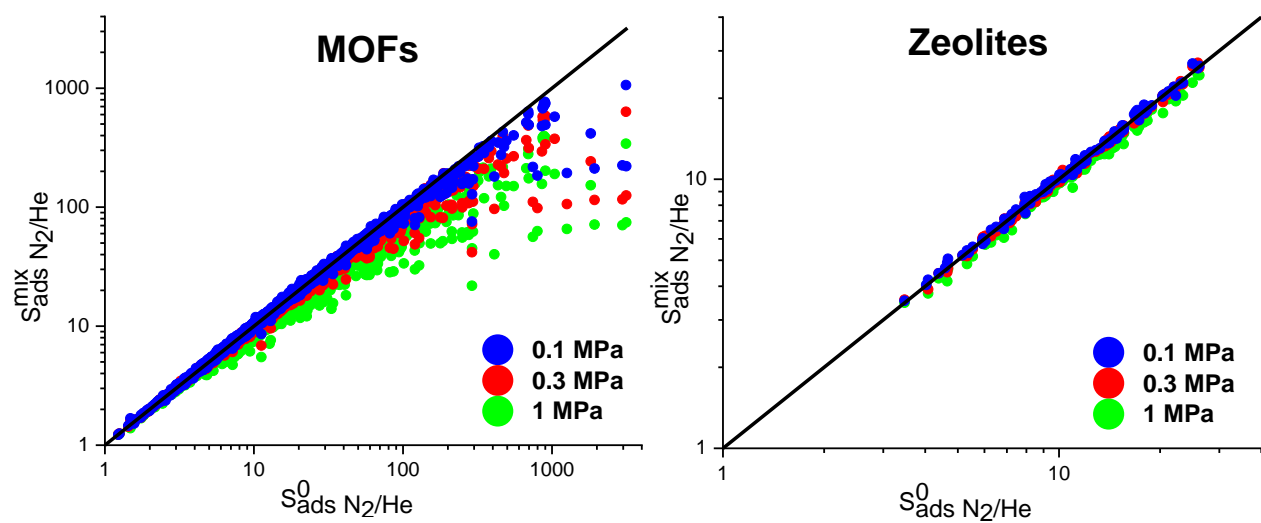 MOFs
1000
100
10
1
S^mix_ads N2/He
1 10 100 1000
S^0_ads N2/He
0.1 MPa
0.3 MPa
1 MPa
Zeolites
10
1
S^mix_ads N2/He
1 10
S^0_ads N2/He
0.1 MPa
0.3 MPa
1 MPa